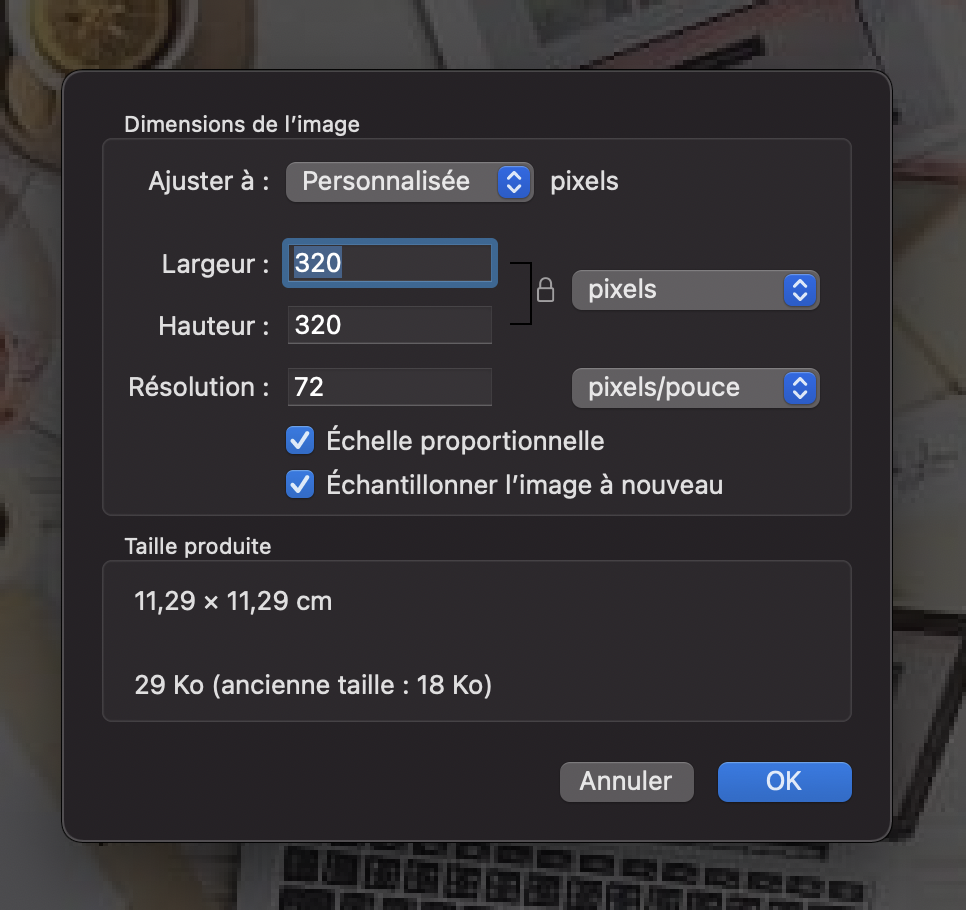 Dimensions de l’image
Ajuster à : Personnalisée pixels
Largeur : 320
pixels
Hauteur : 320
Résolution : 72 pixels/pouce
Échelle proportionnelle
Échantillonner l’image à nouveau
Taille produite
11,29 × 11,29 cm
29 Ko (ancienne taille : 18 Ko)
Annuler OK